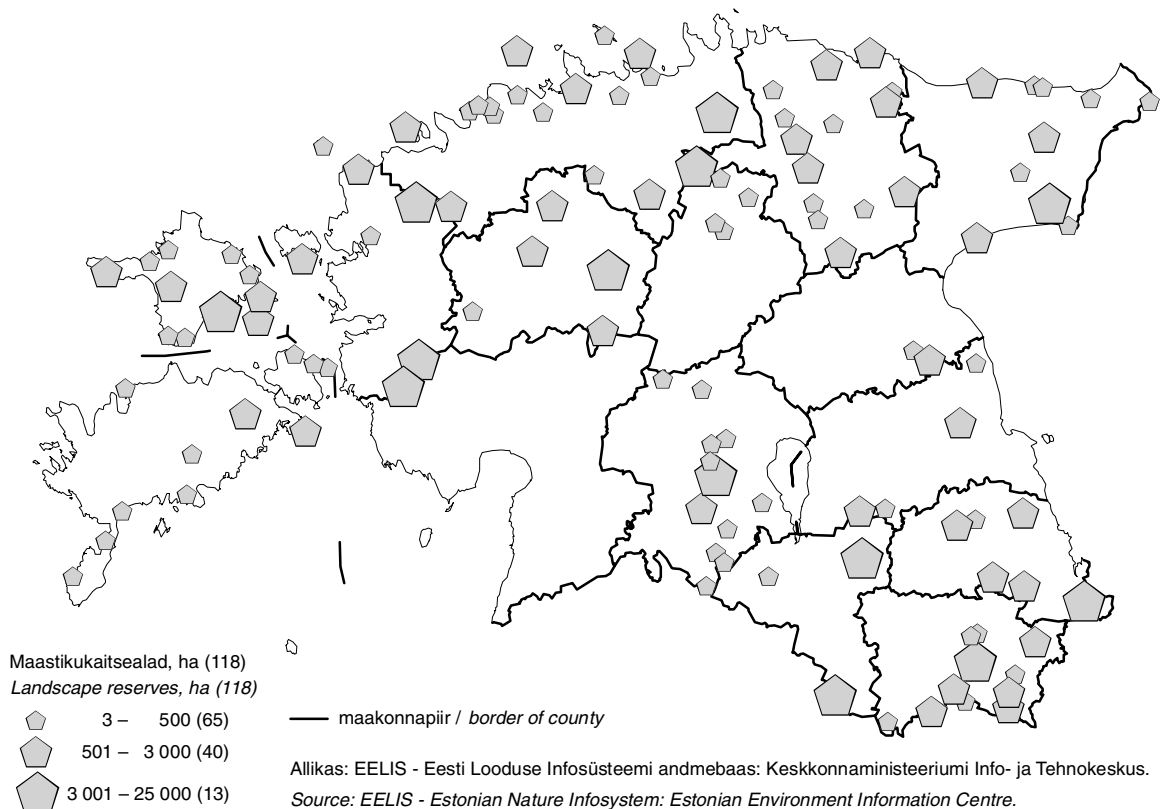 Maastikukaitsealad, ha (118)
Landscape reserves, ha (118)
3 – 500 (65)
501 – 3 000 (40)
3 001 – 25 000 (13)
maakonnapiir / border of county
Allikas: EELIS - Eesti Looduse Infosüsteemi andmebaas: Keskkonnaministeeriumi Info- ja Tehnokeskus.
Source: EELIS - Estonian Nature Infosystem: Estonian Environment Information Centre.